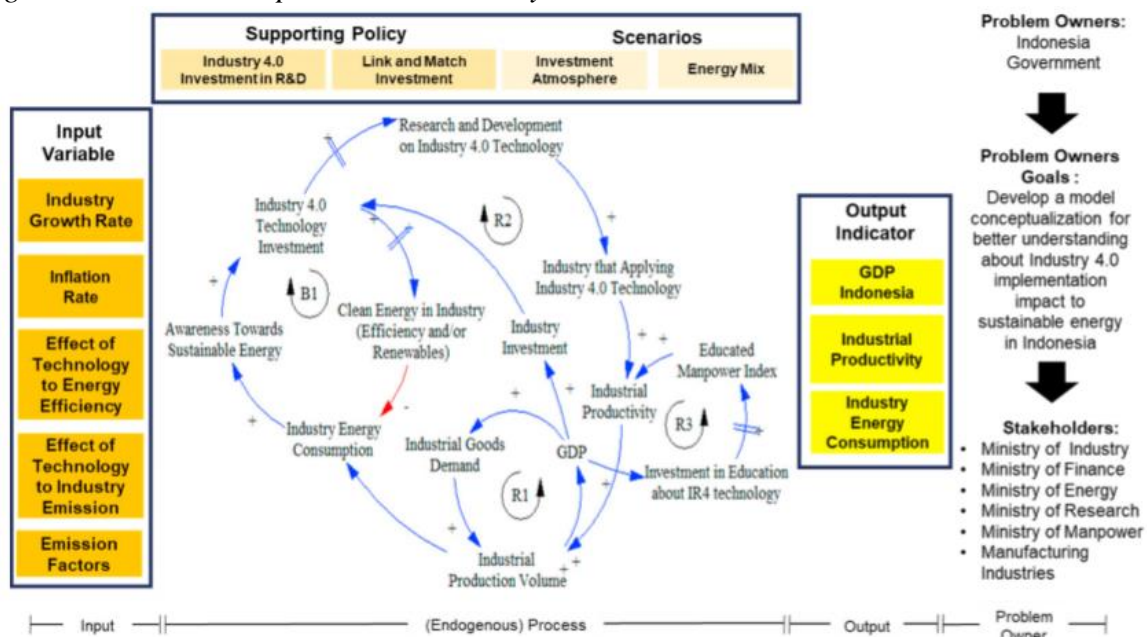 Supporting Policy
Scenarios
Industry 4.0
Investment in R&D
Link and Match
Investment
Investment
Atmosphere
Energy Mix
Input
Variable
Industry
Growth Rate
Inflation
Rate
Effect of
Technology
to Energy
Efficiency
Effect of
Technology
to Industry
Emission
Emission
Factors
Research and Development
on Industry 4.0 Technology
+
Industry 4.0
Technology
Investment
+
R2
+
+
B1
Industry that Applying
Industry 4.0 Technology
Clean Energy in Industry
(Efficiency and/or
Renewables)
Awareness Towards
Sustainable Energy
Industry
Investment
+
+
Educated
Manpower Index
+
+
-
Industrial
Productivity
R3
+
Industry Energy
Consumption
Industrial Goods
Demand
GDP
+
Investment in Education
about IR4 technology
R1
+
+
Industrial
Production Volume
+
+
Output
Indicator
GDP
Indonesia
Industrial
Productivity
Industry
Energy
Consumption
Problem Owners:
Indonesia
Government
Problem Owners
Goals :
Develop a model
conceptualization for
better understanding
about Industry 4.0
implementation
impact to
sustainable energy
in Indonesia
Stakeholders:
• Ministry of Industry
• Ministry of Finance
• Ministry of Energy
• Ministry of Research
• Ministry of Manpower
• Manufacturing
Industries
Input
(Endogenous) Process
Output
Problem
Owner